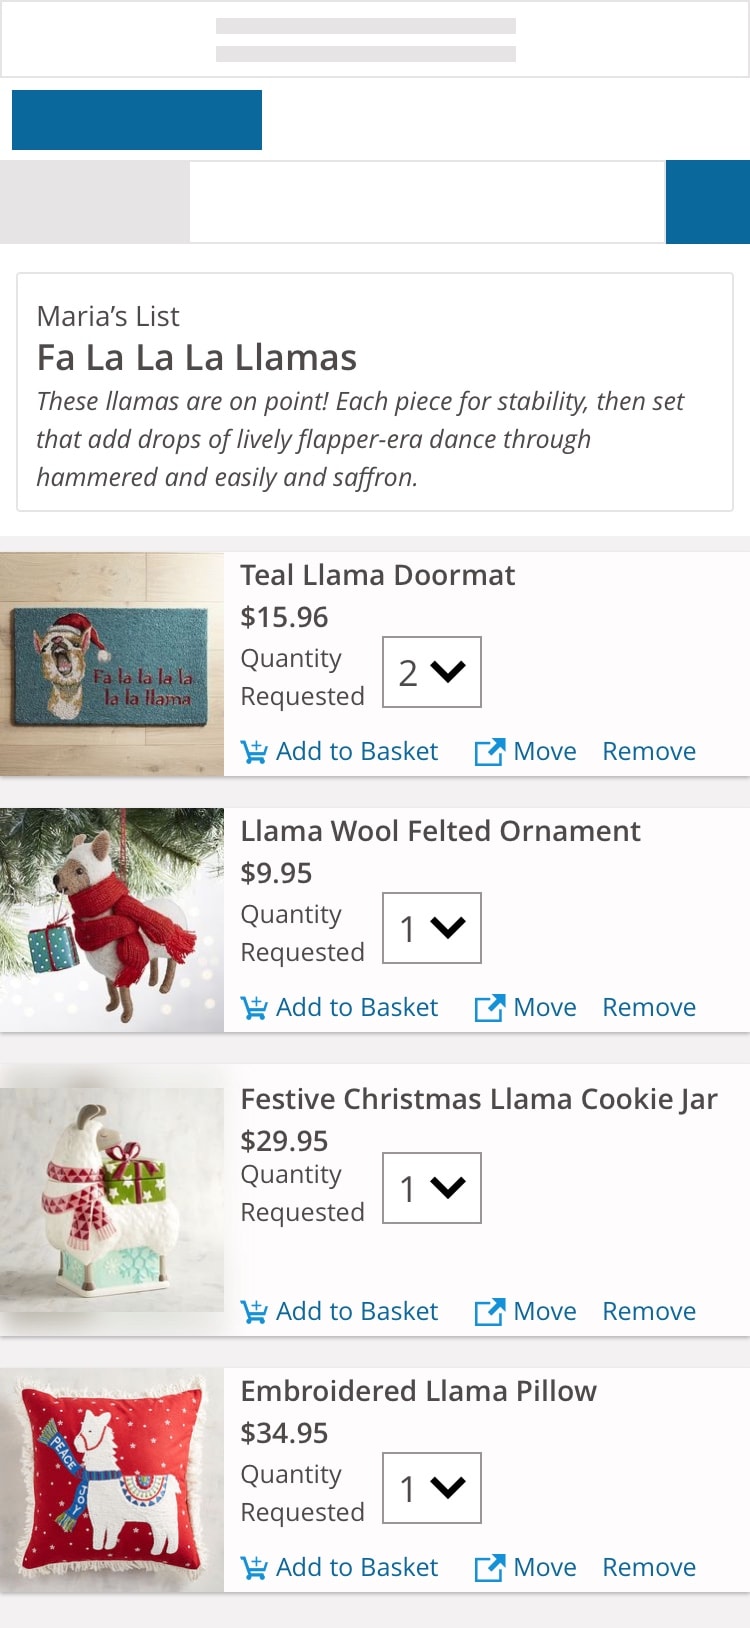 Maria’s List
Fa La La La Llamas
These llamas are on point! Each piece for stability, then set
that add drops of lively flapper-era dance through
hammered and easily and saffron.
Teal Llama Doormat
$15.96
Quantity
Requested
2
Fa la la la la
la la llama
Add to Basket
Move
Remove
Llama Wool Felted Ornament
$9.95
Quantity
Requested
1
Add to Basket
Move
Remove
Festive Christmas Llama Cookie Jar
$29.95
Quantity
Requested
1
Add to Basket
Move
Remove
Embroidered Llama Pillow
$34.95
Quantity
Requested
1
PEACE
JOY
Add to Basket
Move
Remove